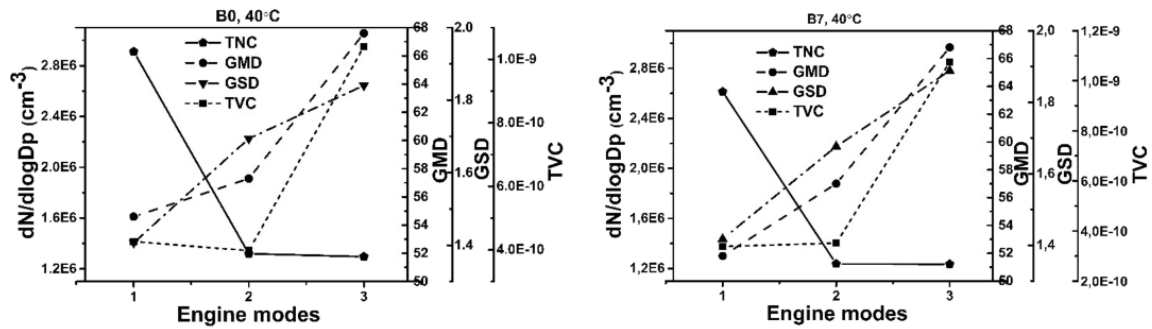 B0, 40°C
TNC
GMD
GSD
TVC
dN/dlogDp (cm-3)
2,8E6
2,4E6
2,0E6
1,6E6
1,2E6
1
2
3
Engine modes
68
66
64
62
60
58
56
54
52
50
GMD
2.0
1.8
1.6
1.4
GSD
1,0E-9
8,0E-10
6,0E-10
4,0E-10
TVC
B7, 40°C
TNC
GMD
GSD
TVC
dN/dlogDp (cm-3)
2,8E6
2,4E6
2,0E6
1,6E6
1,2E6
1
2
3
Engine modes
68
66
64
62
60
58
56
54
52
50
GMD
2.0
1,8
1,6
1,4
GSD
1,2E-9
1,0E-9
8,0E-10
6,0E-10
4,0E-10
2,0E-10
TVC